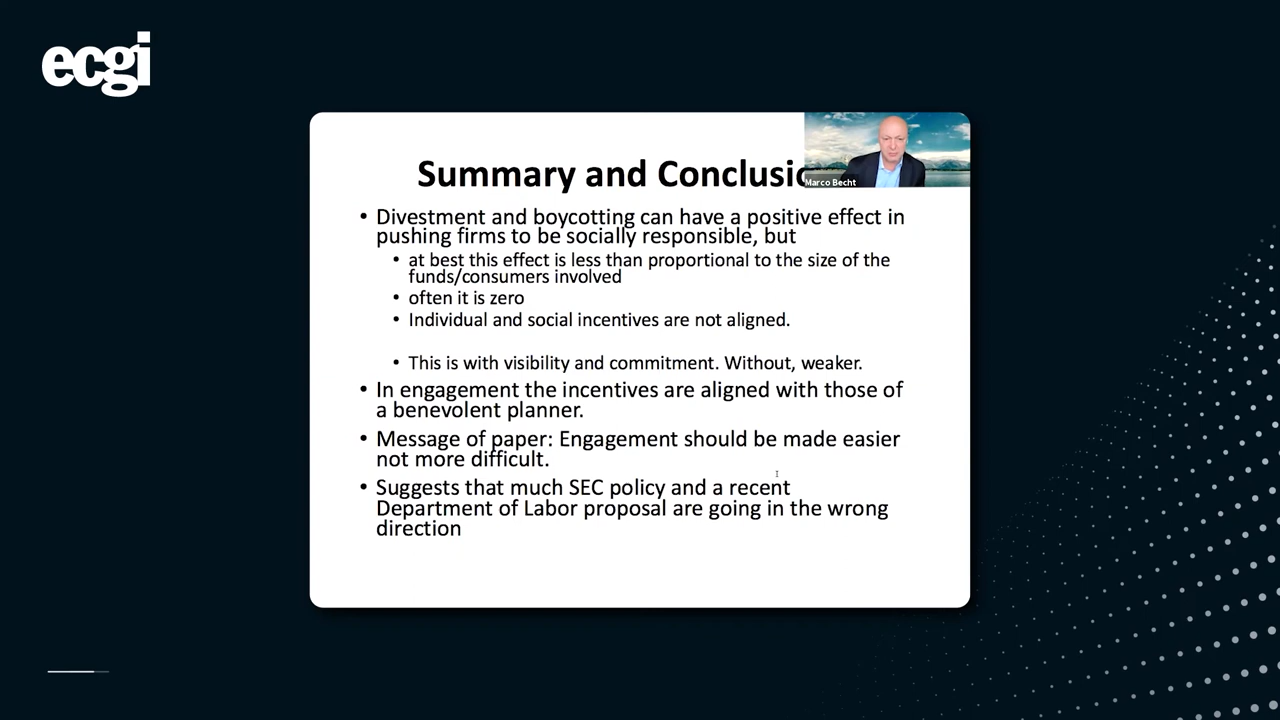 ecgi
Summary and Conclusio
Marco Becht
• Divestment and boycotting can have a positive effect in
pushing firms to be socially responsible, but
• at best this effect is less than proportional to the size of the
funds/consumers involved
• often it is zero
• Individual and social incentives are not aligned.
• This is with visibility and commitment. Without, weaker.
• In engagement the incentives are aligned with those of
a benevolent planner.
• Message of paper: Engagement should be made easier
not more difficult.
• Suggests that much SEC policy and a recent
Department of Labor proposal are going in the wrong
direction